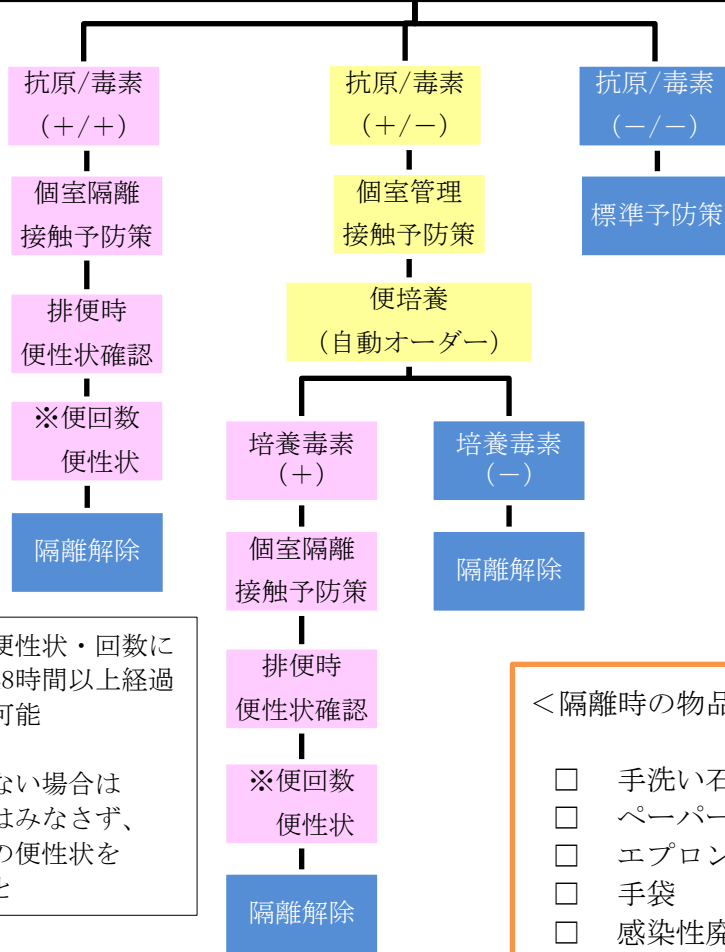 抗原/毒素
(+/+)
個室隔離
接触予防策
排便時
便性状確認
※便回数
便性状
隔離解除
抗原/毒素
(+/−)
個室管理
接触予防策
便培養
(自動オーダー)
培養毒素
(+)
個室隔離
接触予防策
排便時
便性状確認
※便回数
便性状
隔離解除
培養毒素
(−)
隔離解除
抗原/毒素
(−/−)
標準予防策
便性状・回数に
8時間以上経過
可能
ない場合は
はみなさず、
の便性状を
と
<隔離時の物品
□ 手洗い石
□ ペーパー
□ エプロン
□ 手袋
□ 感染性廃